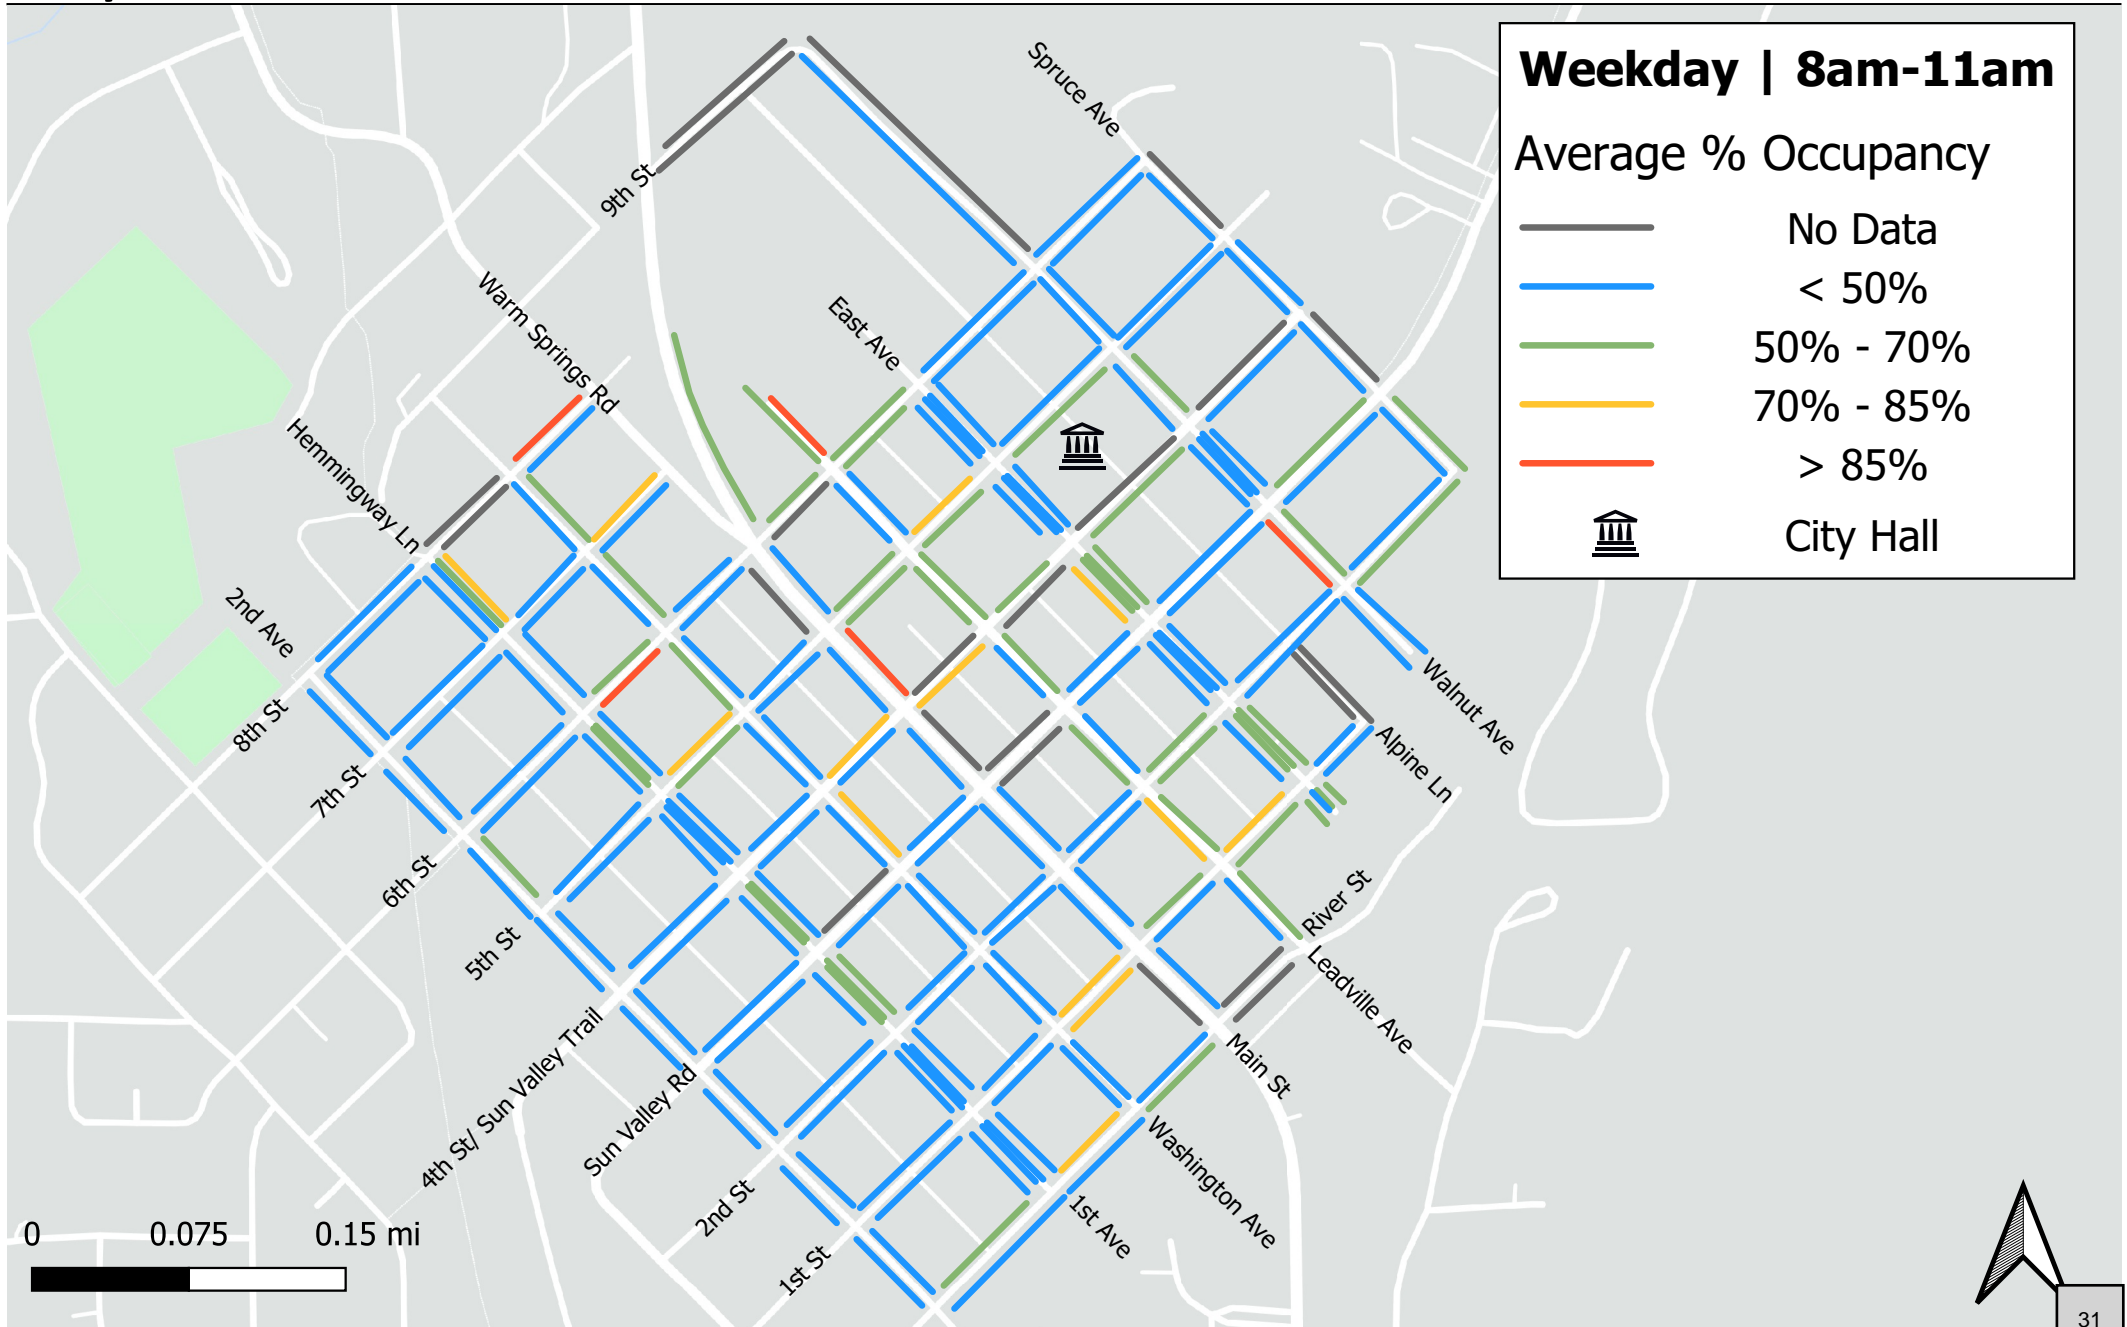 Weekday | 8am-11am
Average % Occupancy
No Data
< 50%
50% - 70%
70% - 85%
> 85%
City Hall
Spruce Ave
9th St
East Ave
Warm Springs Rd
Hemmingway Ln
2nd Ave
8th St
7th St
6th St
5th St
4th St/ Sun Valley Trail
Sun Valley Rd
2nd St
1st St
1st Ave
Washington Ave
Main St
Leadville Ave
River St
Alpine Ln
Walnut Ave
0 0.075 0.15 mi
31